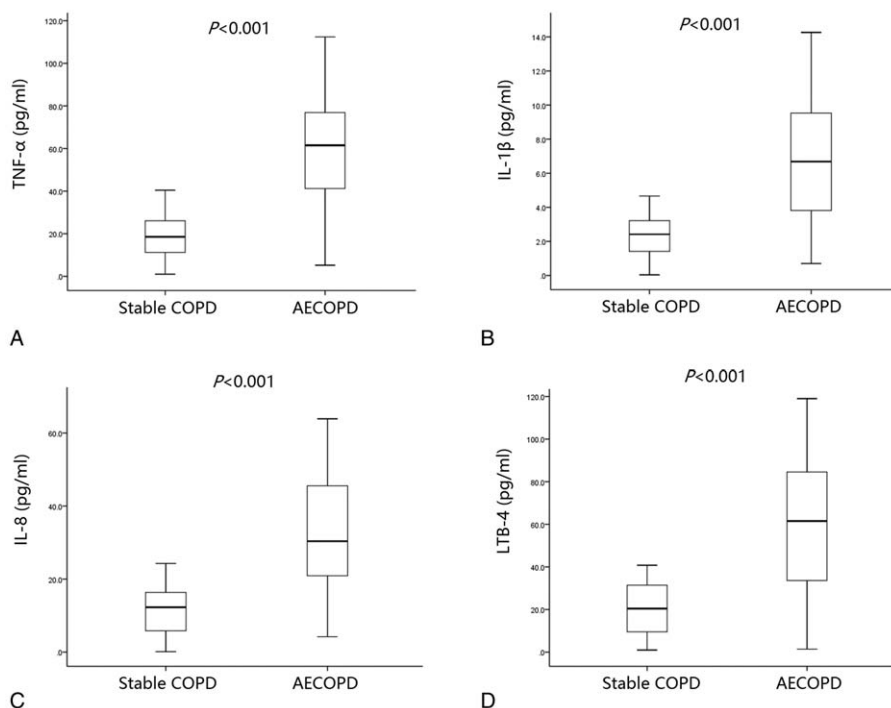 P<0.001
TNF-α (pg/ml)
120.0
100.0
80.0
60.0
40.0
20.0
.0
Stable COPD
AECOPD
A
P<0.001
IL-1β (pg/ml)
14.0
12.0
10.0
8.0
6.0
4.0
2.0
.0
Stable COPD
AECOPD
B
P<0.001
IL-8 (pg/ml)
60.0
40.0
20.0
.0
Stable COPD
AECOPD
C
P<0.001
LTB-4 (pg/ml)
120.0
100.0
80.0
60.0
40.0
20.0
.0
Stable COPD
AECOPD
D